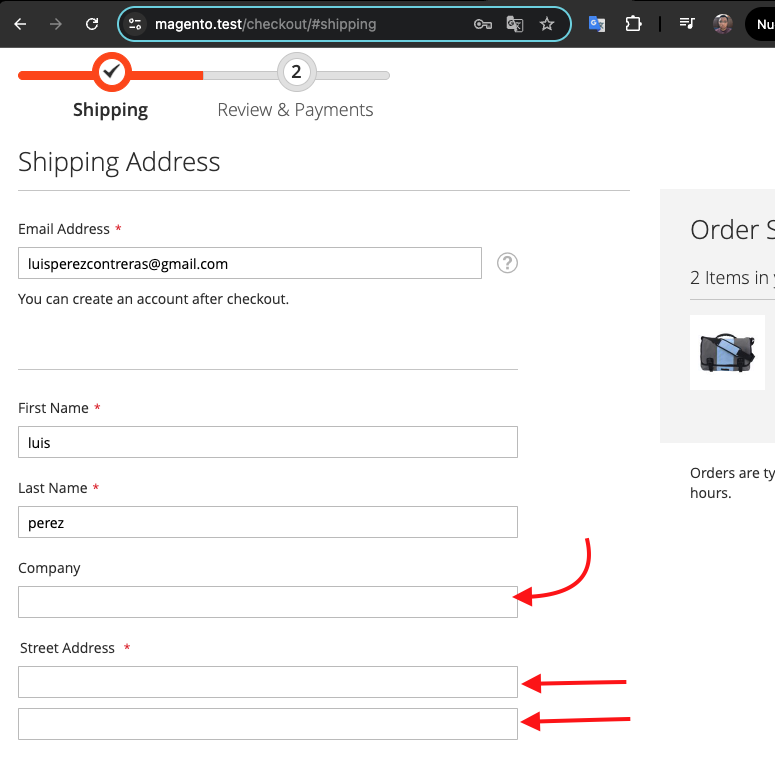 magento.test/checkout/#shipping
Nu
2
Shipping
Review & Payments
Shipping Address
Email Address *
luisperezcontreras@gmail.com
?
You can create an account after checkout.
First Name *
luis
Last Name *
perez
Company
Street Address *
Order S
2 Items in y
Orders are ty
hours.